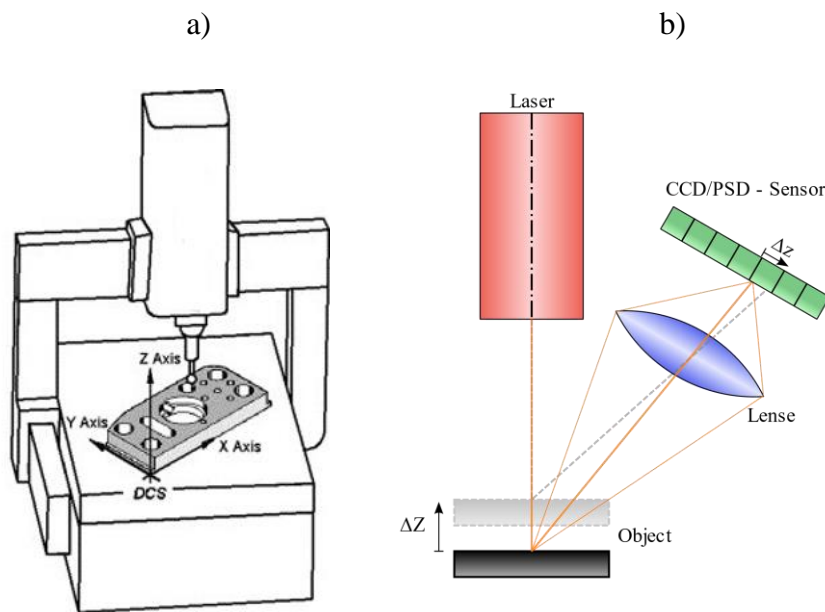 a)
b)
Z Axis
Y Axis
X Axis
DCS
Laser
CCD/PSD - Sensor
Δz
Lense
ΔZ
Object